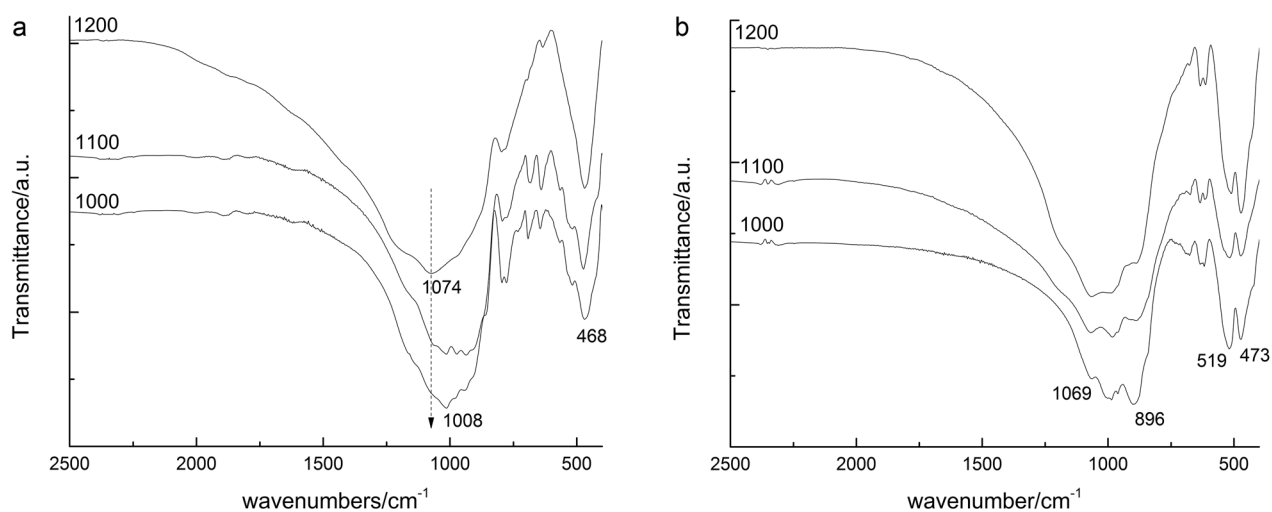 a
1200
1100
1000
1074
1008
468
Transmittance/a.u.
2500 2000 1500 1000 500
wavenumbers/cm-1
b
1200
1100
1000
1069
896
519
473
Transmittance/a.u.
2500 2000 1500 1000 500
wavenumber/cm-1